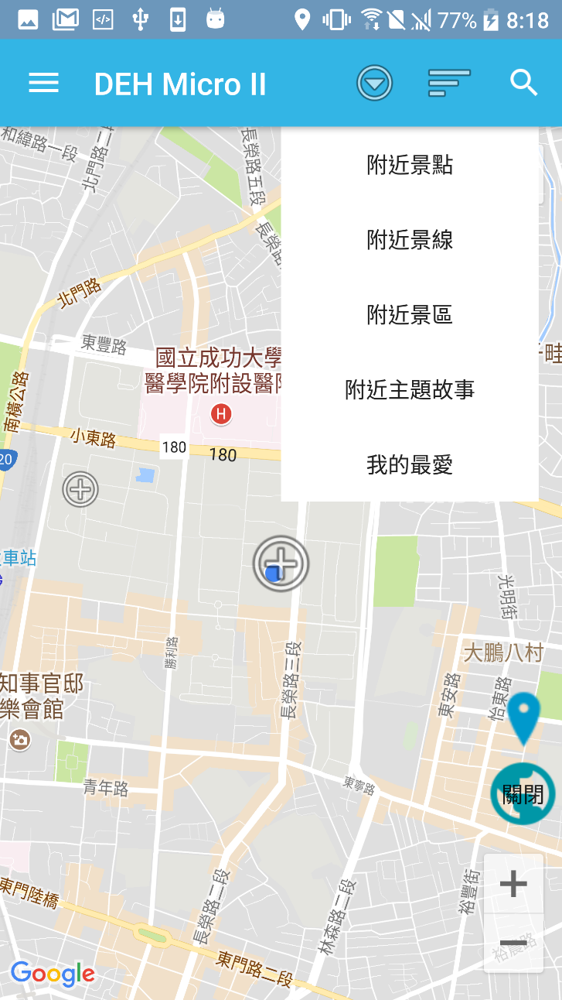 77% 8:18
DEH Micro II
和緯路一段
北門路二
長榮路五段
附近景點
附近景線
附近景區
附近主題故事
我的最愛
長榮路
北門路
東豐路
國立成功大學
醫學院附設醫院
H
南橫公路
小東路
180
180
20
車站
光明街
勝利路
長榮路三段
大鵬八村
知事官邸
樂會館
東安路
怡東路
東寧路
青年路
關閉
裕豐街
東門陸橋
長榮路二段
林森路二段
裕農路
東門路二段
Google